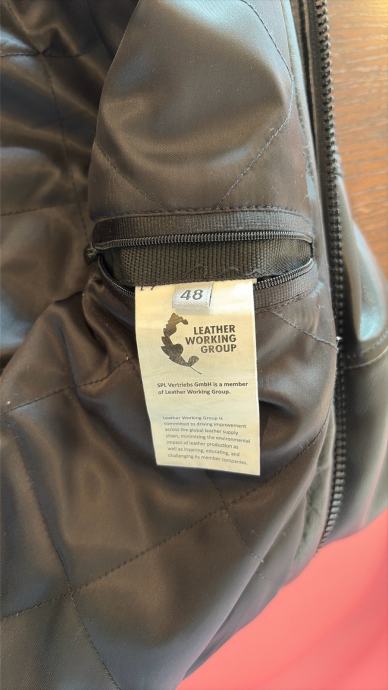 48
LEATHER
WORKING
GROUP
SPL Vertriebs GmbH is a member
of Leather Working Group.
Leather Working Group is
committed to driving improvement
across the global leather supply
chain, minimising the environmental
impact of leather production as
well as inspiring, educating, and
challenging its member companies.